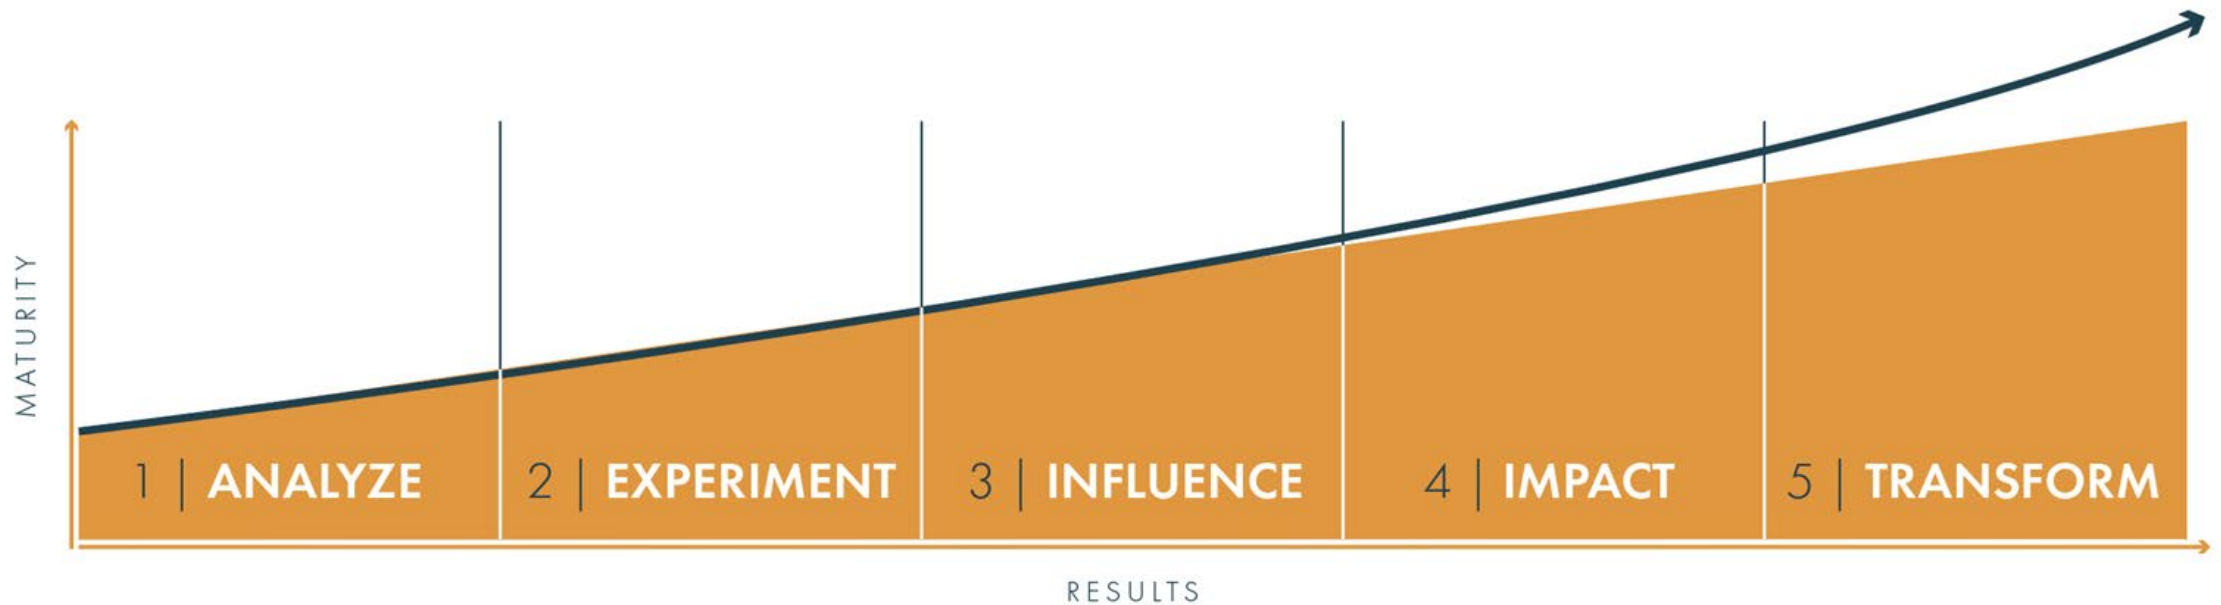 MATURITY
1 | ANALYZE
2 | EXPERIMENT
3 | INFLUENCE
4 | IMPACT
5 | TRANSFORM
RESULTS